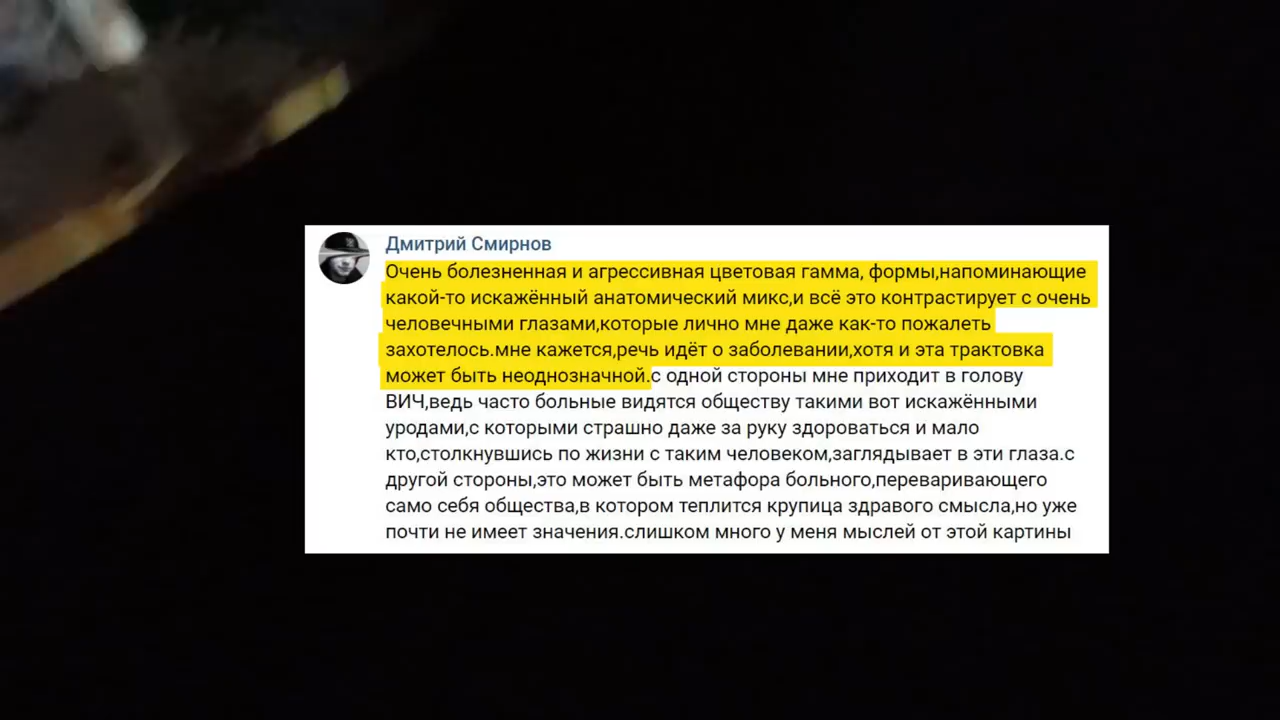 Дмитрий Смирнов
Очень болезненная и агрессивная цветовая гамма, формы,напоминающие
какой-то искажённый анатомический микс,и всё это контрастирует с очень
человечными глазами,которые лично мне даже как-то пожалеть
захотелось.мне кажется,речь идёт о заболевании,хотя и эта трактовка
может быть неоднозначной.с одной стороны мне приходит в голову
ВИЧ,ведь часто больные видятся обществу такими вот искажёнными
уродами,с которыми страшно даже за руку здороваться и мало
кто,столкнувшись по жизни с таким человеком,заглядывает в эти глаза.с
другой стороны,это может быть метафора больного,переваривающего
само себя общества,в котором теплится крупица здравого смысла,но уже
почти не имеет значения.слишком много у меня мыслей от этой картины